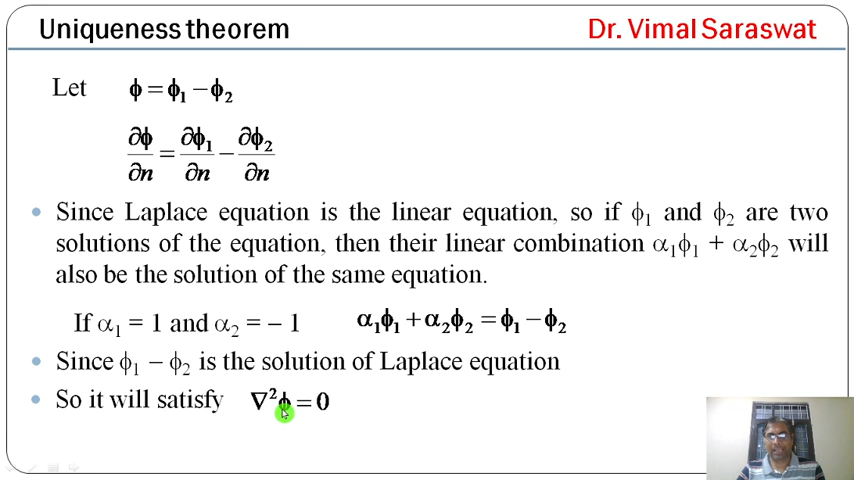 Uniqueness theorem Dr. Vimal Saraswat
Let ϕ = ϕ₁ − ϕ₂
∂ϕ/∂n = ∂ϕ₁/∂n − ∂ϕ₂/∂n
• Since Laplace equation is the linear equation, so if ϕ₁ and ϕ₂ are two
solutions of the equation, then their linear combination α₁ϕ₁ + α₂ϕ₂ will
also be the solution of the same equation.
If α₁ = 1 and α₂ = – 1 α₁ϕ₁ + α₂ϕ₂ = ϕ₁ − ϕ₂
• Since ϕ₁ − ϕ₂ is the solution of Laplace equation
• So it will satisfy ∇²ϕ = 0